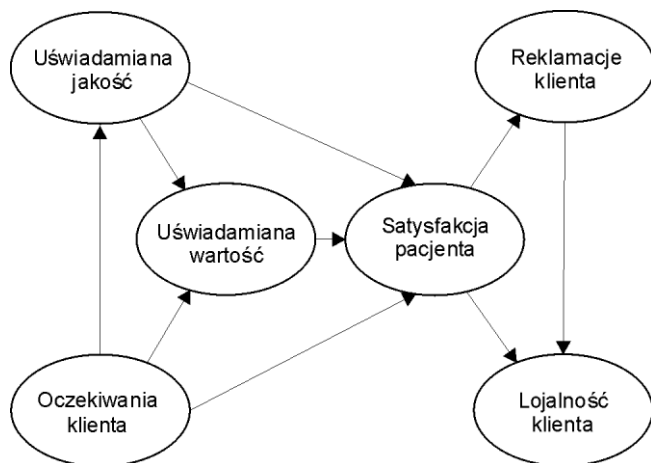 Uświadamiana
jakość
Reklamacje
klienta
Uświadamiana
wartość
Satysfakcja
pacjenta
Oczekiwania
klienta
Lojalność
klienta